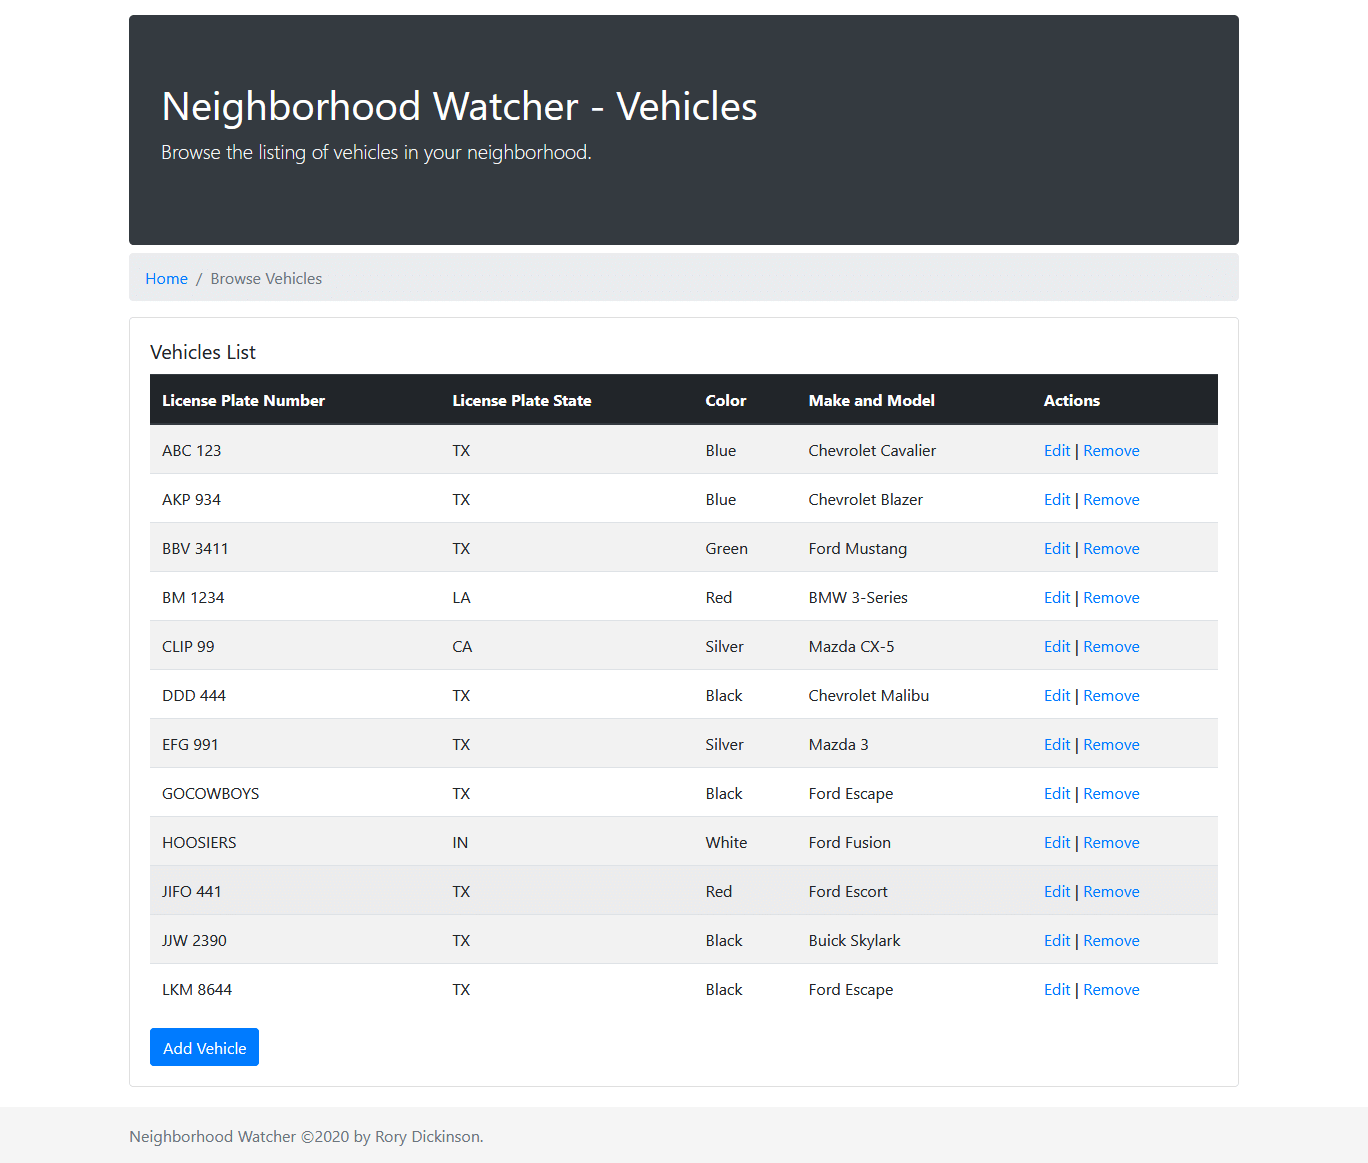 Neighborhood Watcher - Vehicles
Browse the listing of vehicles in your neighborhood.
Home / Browse Vehicles
Vehicles List
License Plate Number License Plate State Color Make and Model Actions
ABC 123 TX Blue Chevrolet Cavalier Edit | Remove
AKP 934 TX Blue Chevrolet Blazer Edit | Remove
BBV 3411 TX Green Ford Mustang Edit | Remove
BM 1234 LA Red BMW 3-Series Edit | Remove
CLIP 99 CA Silver Mazda CX-5 Edit | Remove
DDD 444 TX Black Chevrolet Malibu Edit | Remove
EFG 991 TX Silver Mazda 3 Edit | Remove
GOCOWBOYS TX Black Ford Escape Edit | Remove
HOOSIERS IN White Ford Fusion Edit | Remove
JIFO 441 TX Red Ford Escort Edit | Remove
JJW 2390 TX Black Buick Skylark Edit | Remove
LKM 8644 TX Black Ford Escape Edit | Remove
Add Vehicle
Neighborhood Watcher ©2020 by Rory Dickinson.